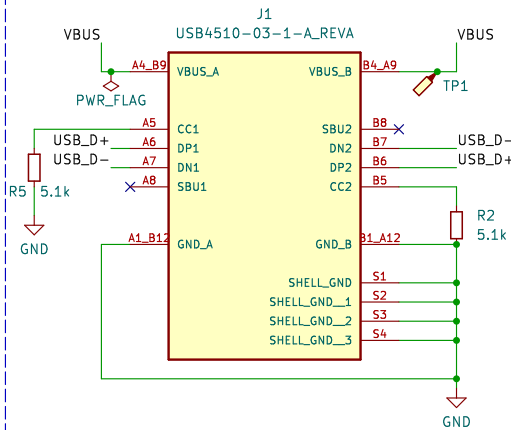 J1
USB4510-03-1-A_REVA
VBUS
VBUS
A4_B9
VBUS_A
VBUS_B
B4_A9
PWR_FLAG
TP1
A5
CC1
SBU2
B8
USB_D+
A6
DP1
DN2
B7
USB_D-
USB_D-
A7
DN1
DP2
B6
USB_D+
A8
SBU1
CC2
B5
R5
5.1k
R2
5.1k
GND
A1_B12
GND_A
GND_B
B1_A12
SHELL_GND
S1
SHELL_GND__1
S2
SHELL_GND__2
S3
SHELL_GND__3
S4
GND